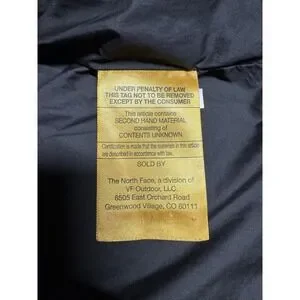 UNDER PENALTY OF LAW
THIS TAG NOT TO BE REMOVED
EXCEPT BY THE CONSUMER
This article contains
SECOND HAND MATERIAL
consisting of
CONTENTS UNKNOWN
Certification is made that the materials in this article
are described in accordance with law.
SOLD BY
The North Face, a division of
VF Outdoor, LLC.
8505 East Orchard Road
Greenwood Village, CO 80111